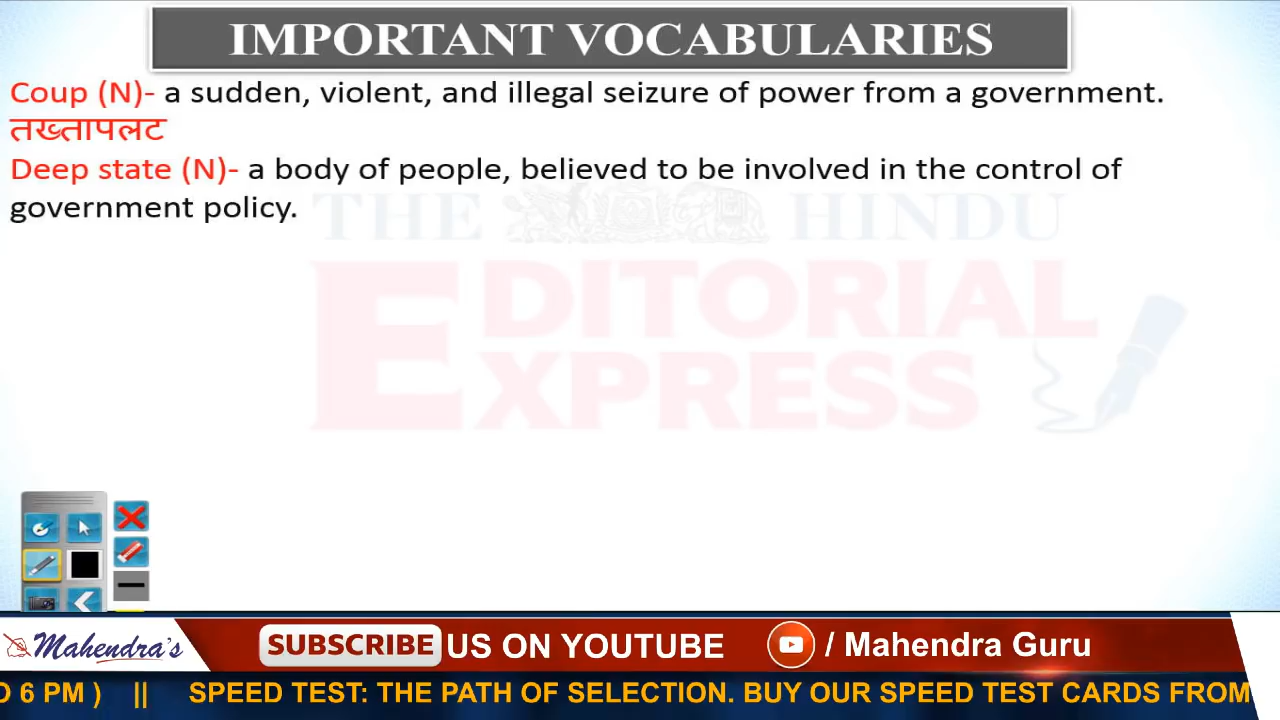 IMPORTANT VOCABULARIES
Coup (N)- a sudden, violent, and illegal seizure of power from a government.
तख्तापलट
Deep state (N)- a body of people, believed to be involved in the control of
government policy.
THE HINDU
EDITORIAL
EXPRESS
Mahendra's
SUBSCRIBE US ON YOUTUBE
/ Mahendra Guru
D 6 PM ) || SPEED TEST: THE PATH OF SELECTION. BUY OUR SPEED TEST CARDS FROM